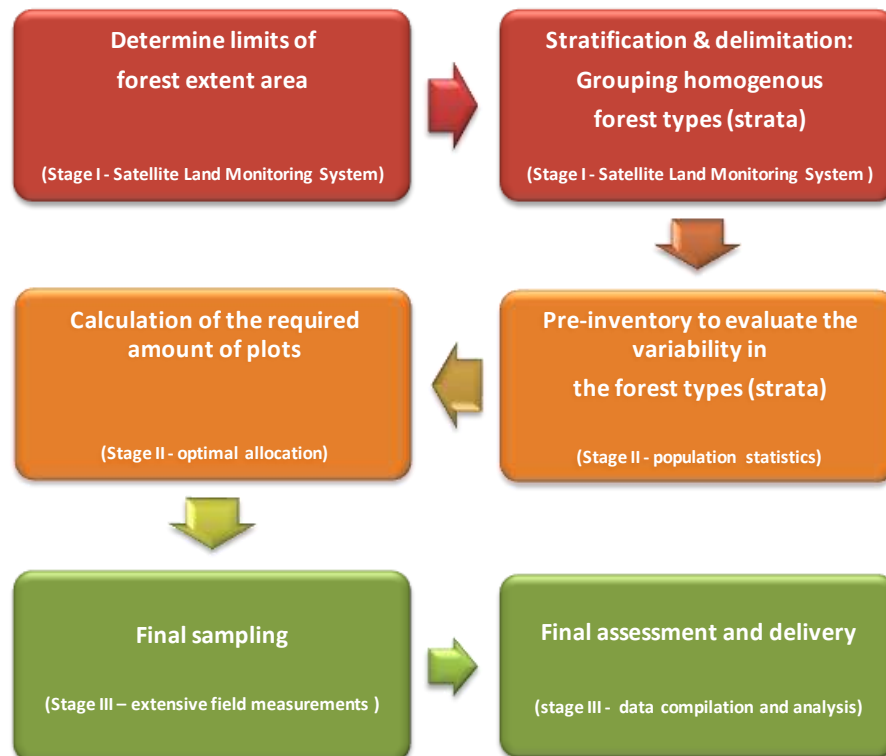 Determine limits of
forest extent area
(Stage I - Satellite Land Monitoring System)
Stratification & delimitation:
Grouping homogenous
forest types (strata)
(Stage I - Satellite Land Monitoring System )
Pre-inventory to evaluate the
variability in
the forest types (strata)
(Stage II - population statistics)
Calculation of the required
amount of plots
(Stage II - optimal allocation)
Final sampling
(Stage III – extensive field measurements )
Final assessment and delivery
(stage III - data compilation and analysis)